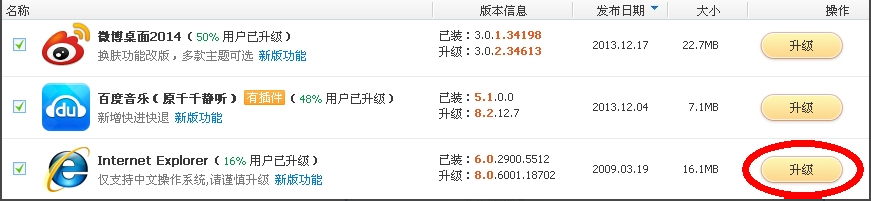 名称 版本信息 发布日期 大小 操作
微博桌面2014 ( 50% 用户已升级 ) 已装：3.0.1.34198 2013.12.17 22.7MB 升级
换肤功能改版，多款主题可选 新版功能 升级：3.0.2.34613
百度音乐 ( 原千千静听 ) 有插件 ( 48% 用户已升级 ) 已装：5.1.0.0 2013.12.04 7.1MB 升级
新增快进快退 新版功能 升级：8.2.12.7
Internet Explorer ( 16% 用户已升级 ) 已装：6.0.2900.5512 2009.03.19 16.1MB 升级
仅支持中文操作系统,请谨慎升级 新版功能 升级：8.0.6001.18702
du